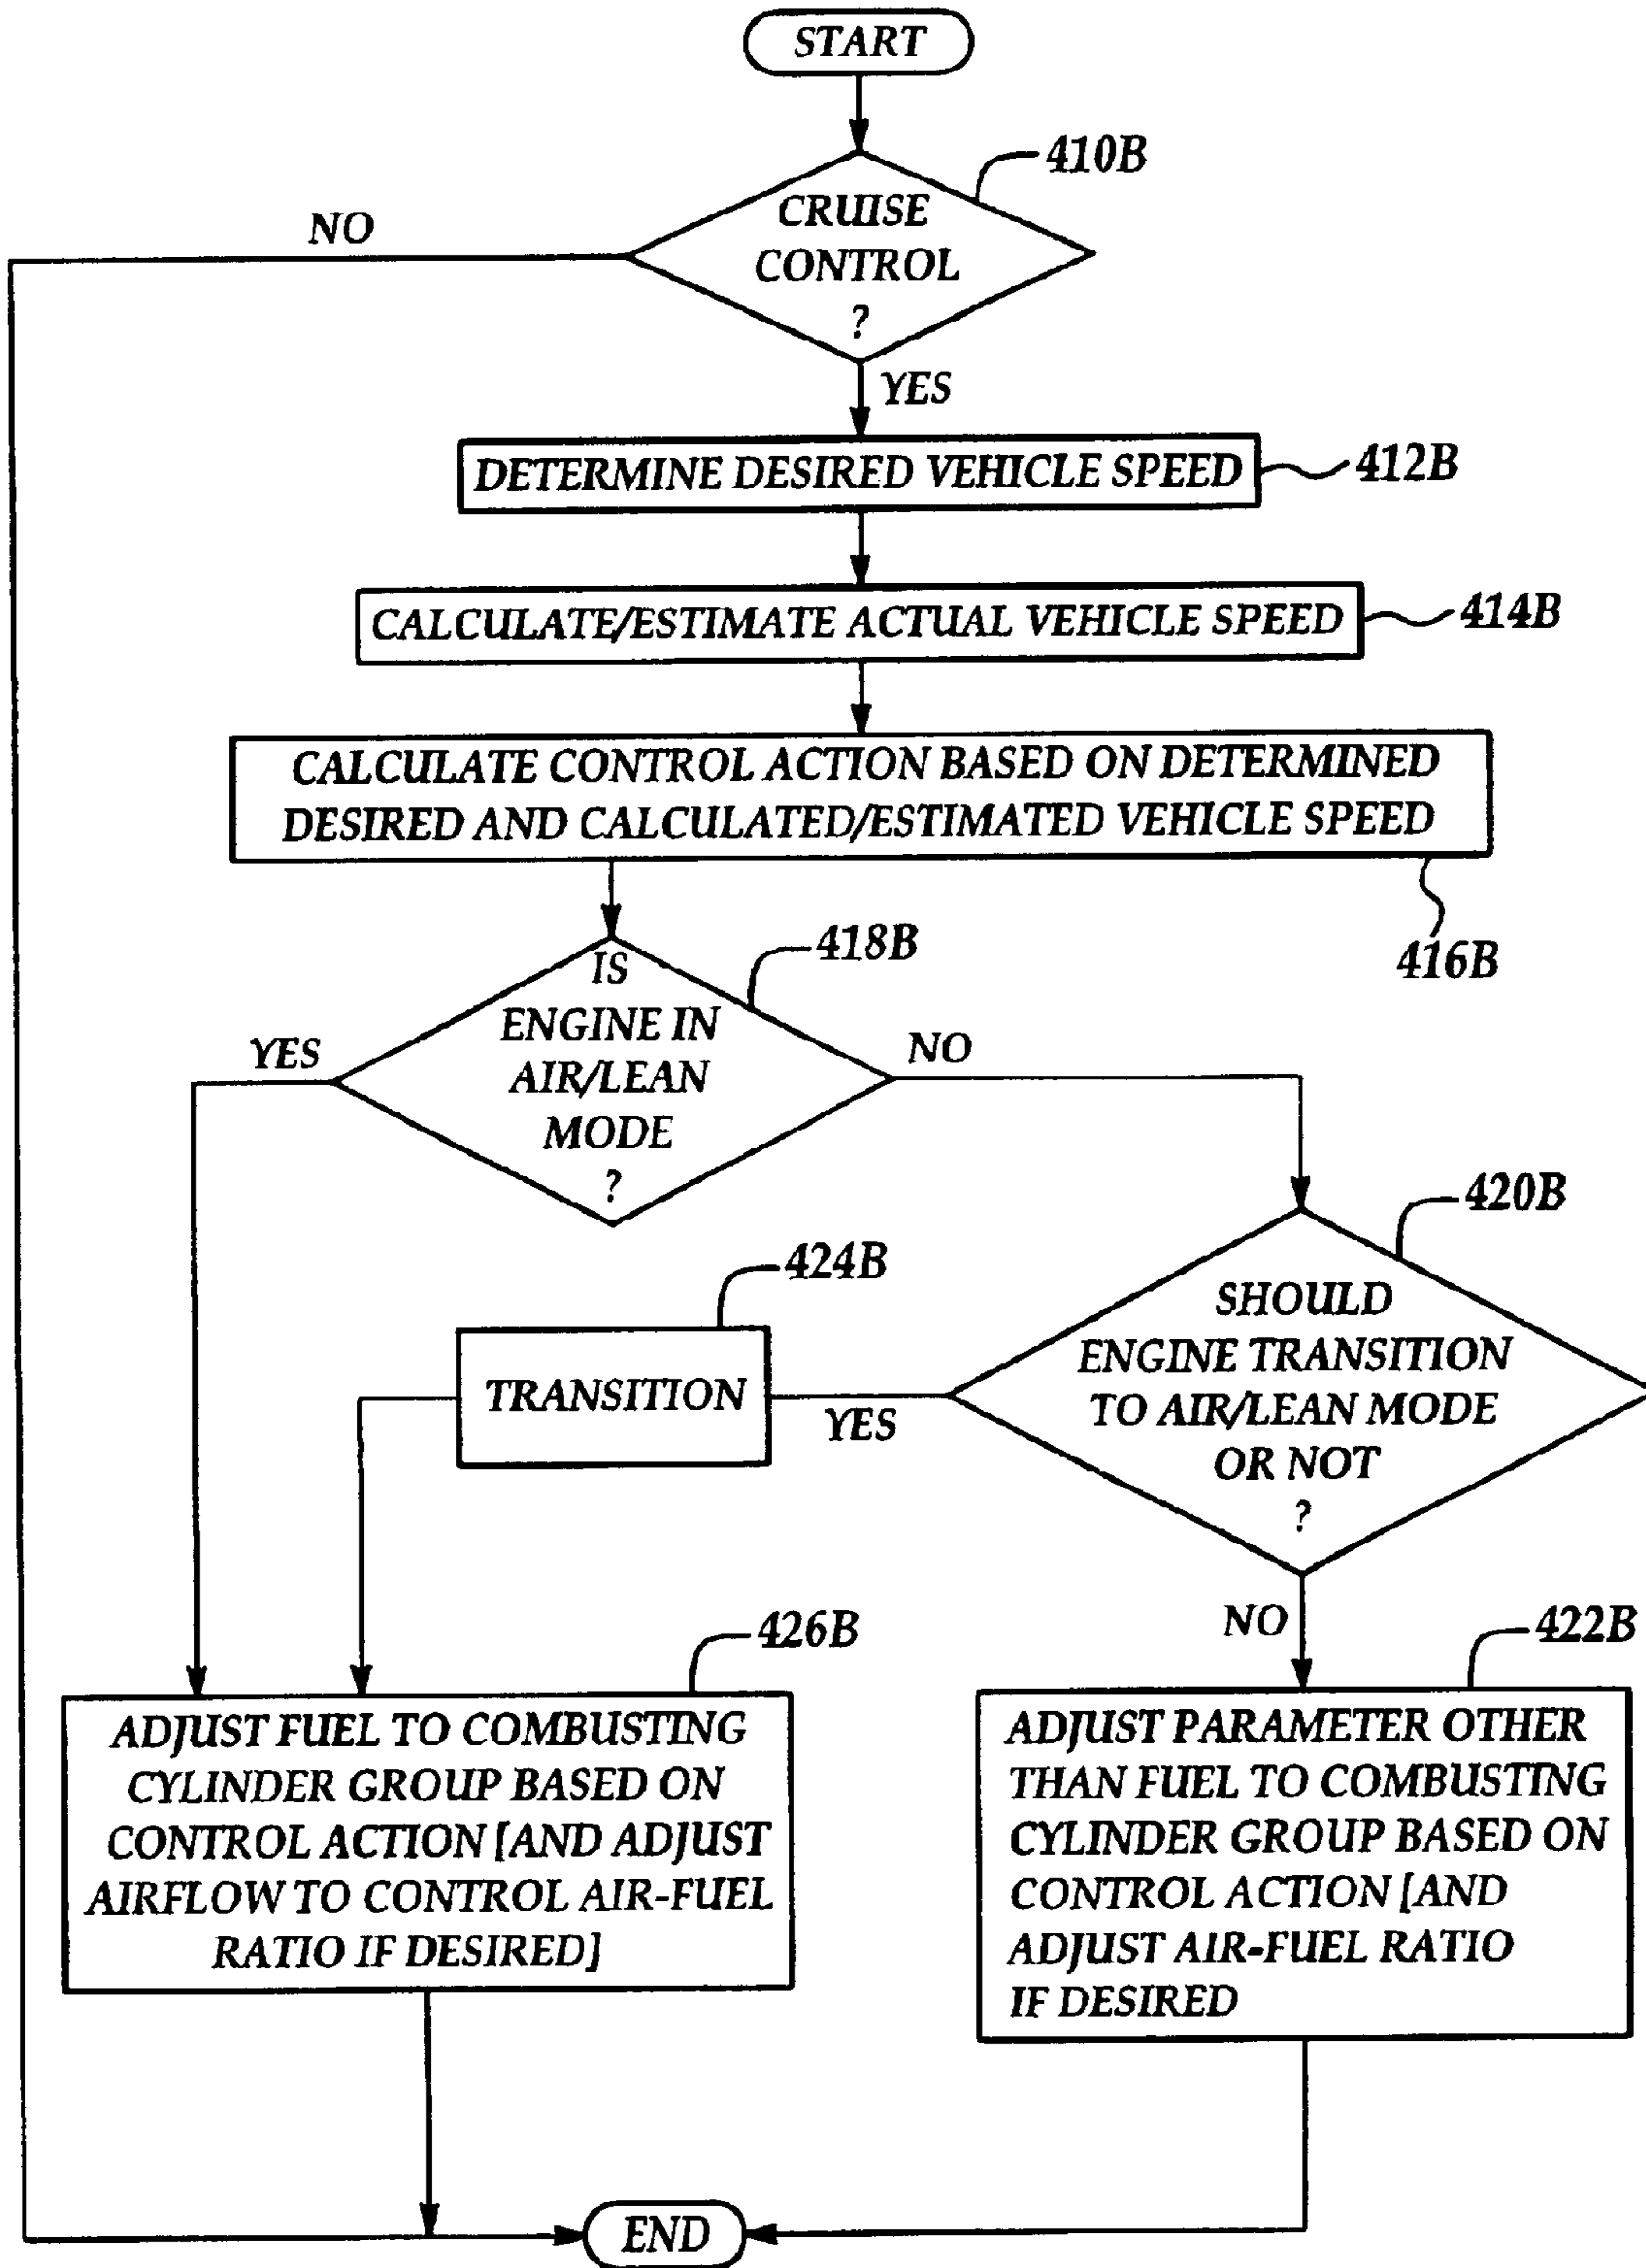 START
410B
CRUISE
CONTROL
?
NO
YES
DETERMINE DESIRED VEHICLE SPEED
412B
CALCULATE/ESTIMATE ACTUAL VEHICLE SPEED
414B
CALCULATE CONTROL ACTION BASED ON DETERMINED
DESIRED AND CALCULATED/ESTIMATED VEHICLE SPEED
416B
418B
IS
ENGINE IN
AIR/LEAN
MODE
?
YES
NO
420B
SHOULD
ENGINE TRANSITION
TO AIR/LEAN MODE
OR NOT
?
424B
TRANSITION
YES
NO
426B
ADJUST FUEL TO COMBUSTING
CYLINDER GROUP BASED ON
CONTROL ACTION [AND ADJUST
AIRFLOW TO CONTROL AIR-FUEL
RATIO IF DESIRED]
422B
ADJUST PARAMETER OTHER
THAN FUEL TO COMBUSTING
CYLINDER GROUP BASED ON
CONTROL ACTION [AND
ADJUST AIR-FUEL RATIO
IF DESIRED
END